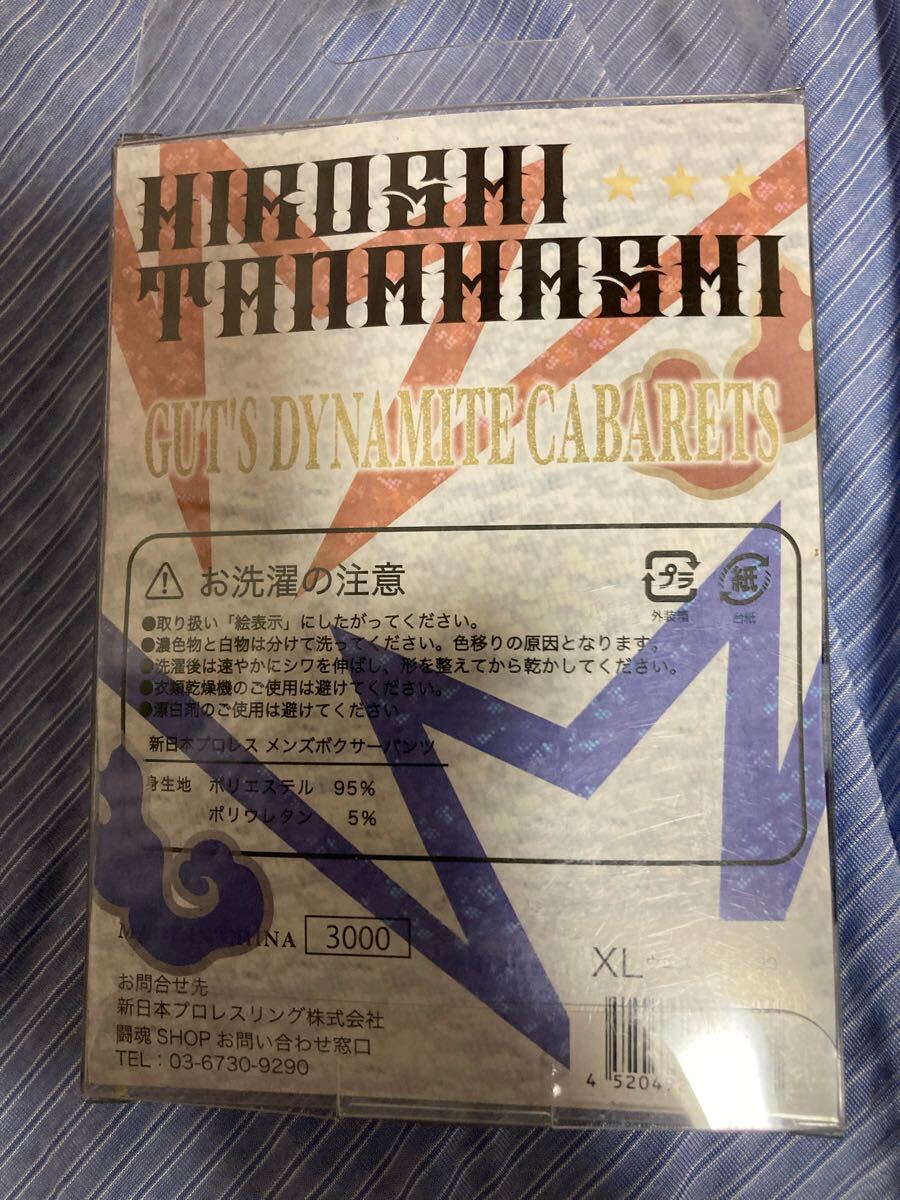 HIROSHI
TANAHASHI
GUT'S DYNAMITE CABARETS
お洗濯の注意
プラ
外装箱
紙
台紙
●取り扱い「絵表示」にしたがってください。
●濃色物と白物は分けて洗ってください。色移りの原因となります。
●洗濯後は速やかにシワを伸ばし、形を整えてから乾かしてください。
●衣類乾燥機のご使用は避けてください。
●漂白剤のご使用は避けてください
新日本プロレス メンズボクサーパンツ
身生地 ポリエステル 95%
ポリウレタン 5%
3000
XL
お問合せ先
新日本プロレスリング株式会社
闘魂 SHOP お問い合わせ窓口
TEL：03-6730-9290
4 5204